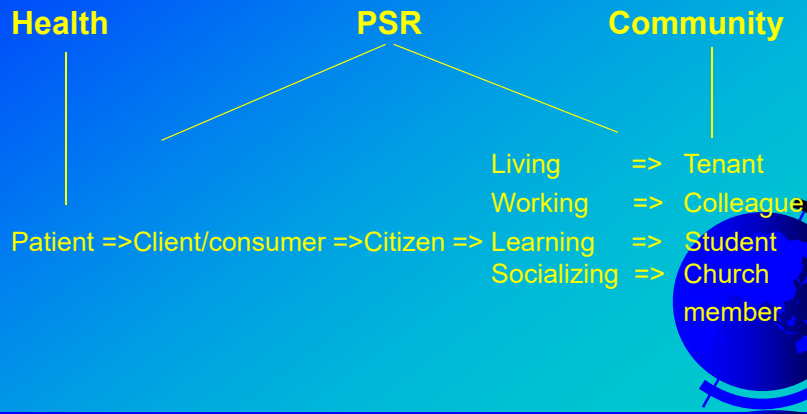 Health PSR Community
Living => Tenant
Working => Colleague
Patient =>Client/consumer =>Citizen => Learning => Student
Socializing => Church
member